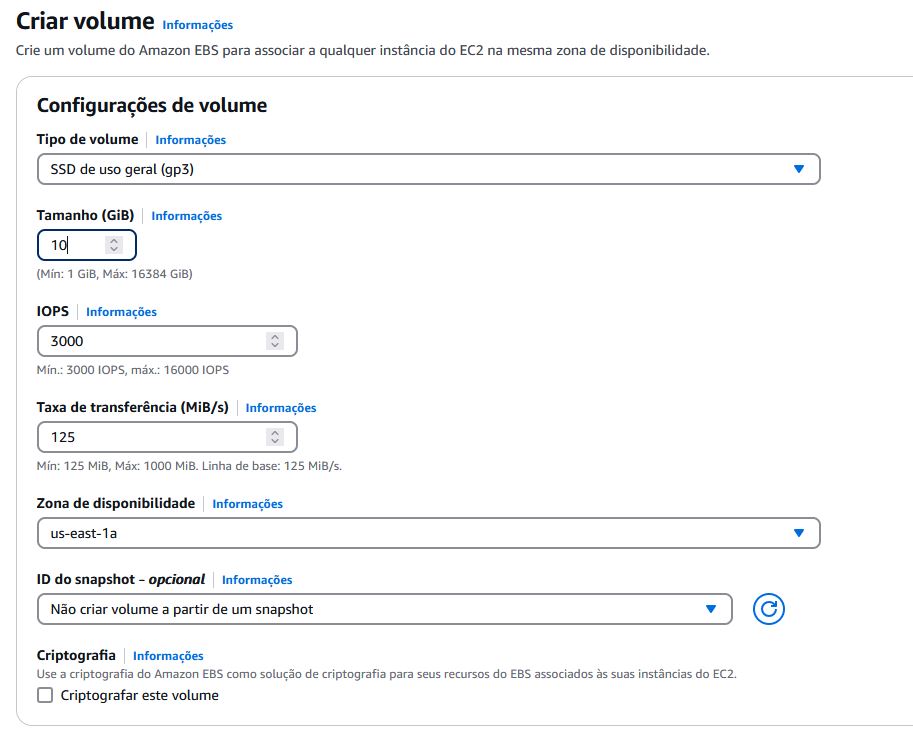 Criar volume Informações
Crie um volume do Amazon EBS para associar a qualquer instância do EC2 na mesma zona de disponibilidade.
Configurações de volume
Tipo de volume Informações
SSD de uso geral (gp3)
Tamanho (GiB) Informações
10
(Mín: 1 GiB, Máx: 16384 GiB)
IOPS Informações
3000
Mín.: 3000 IOPS, máx.: 16000 IOPS
Taxa de transferência (MiB/s) Informações
125
Mín: 125 MiB, Máx: 1000 MiB. Linha de base: 125 MiB/s.
Zona de disponibilidade Informações
us-east-1a
ID do snapshot – opcional Informações
Não criar volume a partir de um snapshot
Criptografia Informações
Use a criptografia do Amazon EBS como solução de criptografia para seus recursos do EBS associados às suas instâncias do EC2.
Criptografar este volume